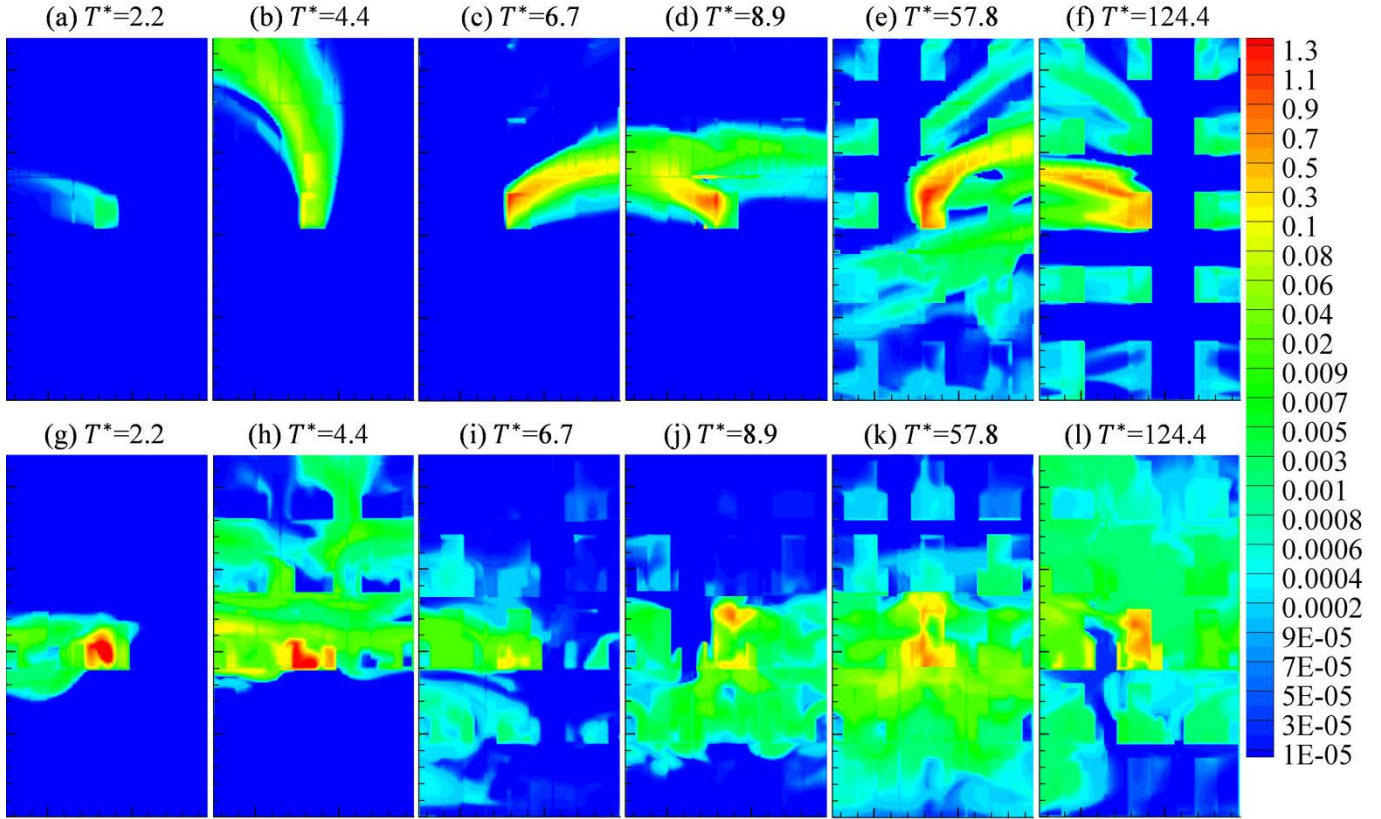 (a) T*=2.2
(b) T*=4.4
(c) T*=6.7
(d) T*=8.9
(e) T*=57.8
(f) T*=124.4
1.3
1.1
0.9
0.7
0.5
0.3
0.1
0.08
0.06
0.04
0.02
0.009
0.007
0.005
0.003
0.001
0.0008
0.0006
0.0004
0.0002
9E-05
7E-05
5E-05
3E-05
1E-05
(g) T*=2.2
(h) T*=4.4
(i) T*=6.7
(j) T*=8.9
(k) T*=57.8
(l) T*=124.4